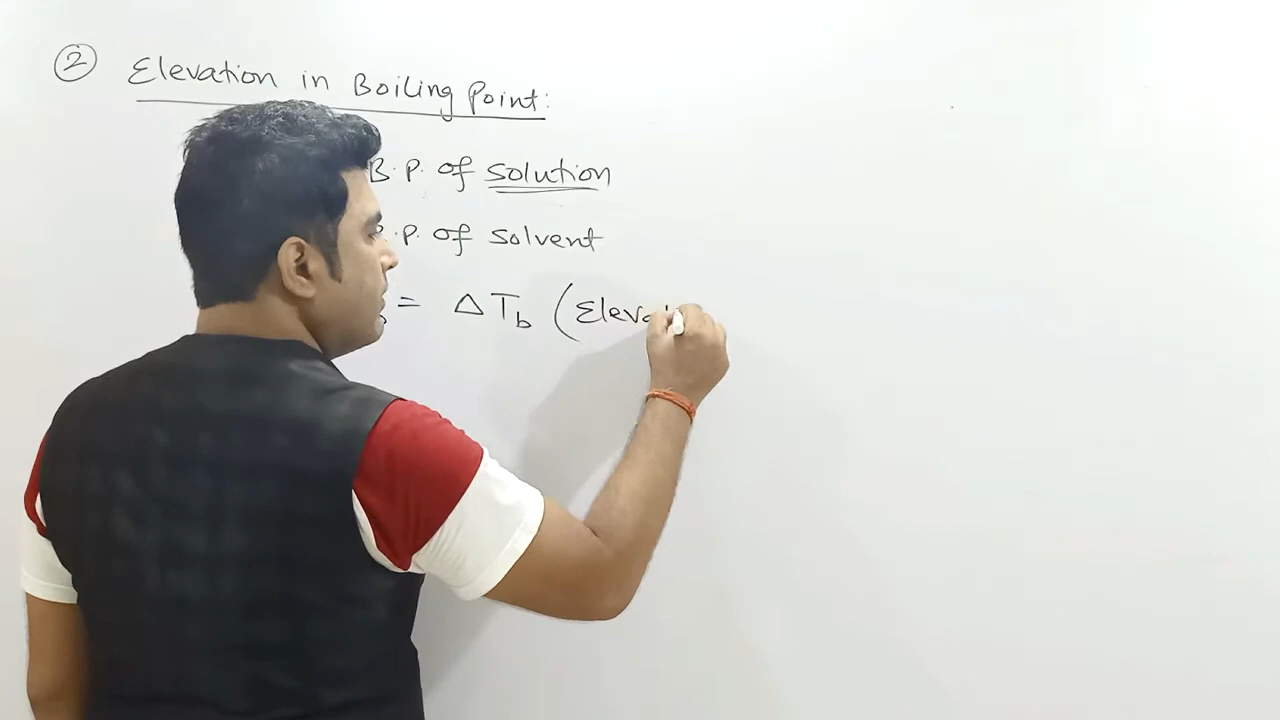 ② Elevation in Boiling Point:
B.P. of solution
.P. of solvent
= ΔTb (Eleva